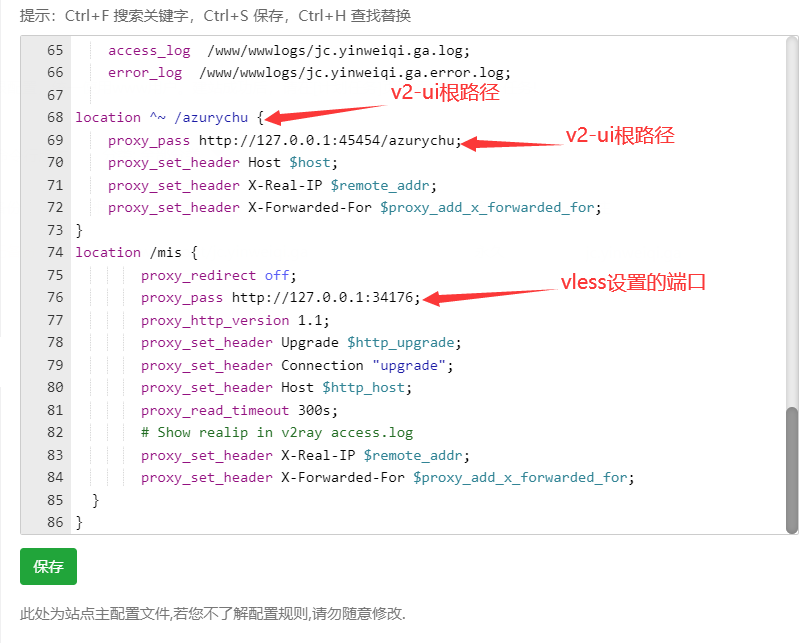 提示：Ctrl+F 搜索关键字，Ctrl+S 保存，Ctrl+H 查找替换
65 access_log  /www/wwwlogs/jc.yinweiqi.ga.log;
66 error_log  /www/wwwlogs/jc.yinweiqi.ga.error.log;
67
v2-ui根路径
68 location ^~ /azurychu {
69 proxy_pass http://127.0.0.1:45454/azurychu;
v2-ui根路径
70 proxy_set_header Host $host;
71 proxy_set_header X-Real-IP $remote_addr;
72 proxy_set_header X-Forwarded-For $proxy_add_x_forwarded_for;
73 }
74 location /mis {
75 proxy_redirect off;
76 proxy_pass http://127.0.0.1:34176;
vless设置的端口
77 proxy_http_version 1.1;
78 proxy_set_header Upgrade $http_upgrade;
79 proxy_set_header Connection "upgrade";
80 proxy_set_header Host $http_host;
81 proxy_read_timeout 300s;
82 # Show realip in v2ray access.log
83 proxy_set_header X-Real-IP $remote_addr;
84 proxy_set_header X-Forwarded-For $proxy_add_x_forwarded_for;
85 }
86 }
保存
此处为站点主配置文件,若您不了解配置规则,请勿随意修改.